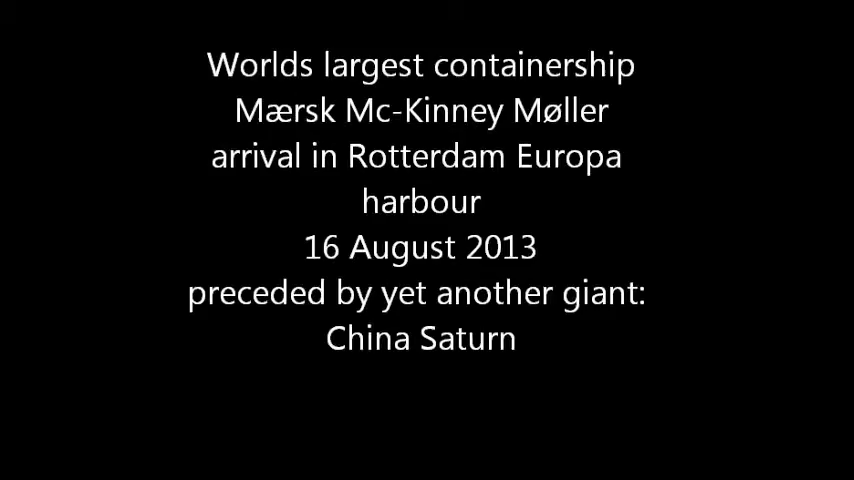 Worlds largest containership
Mærsk Mc-Kinney Møller
arrival in Rotterdam Europa
harbour
16 August 2013
preceded by yet another giant:
China Saturn